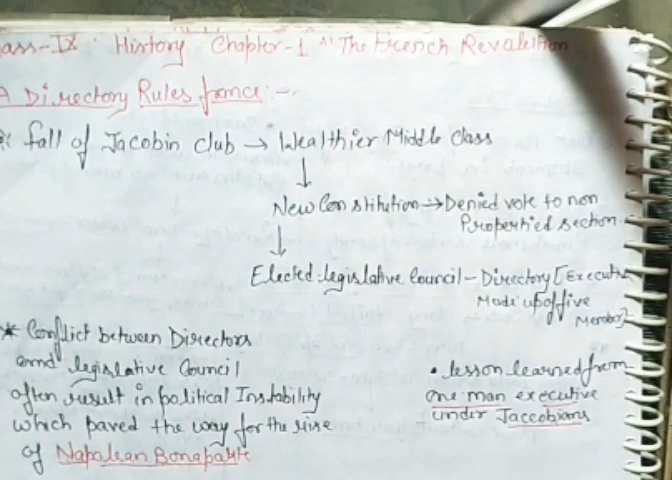 ass-IX History Chapter-1 "The French Revalution
A Directory Rules france:-
fall of Jacobin club → Wealthier Middle class
↓
New Constitution → Denied vote to non
Propertied section.
↓
Elected legislative Council - Directory [Executive
Made up of five
Member]
* Conflict between Directors
and legislative Council
often result in political Instability
which paved the way for the rise
of Napolean Bonaparte
• lesson learned from
one man executive
under Jaccobians